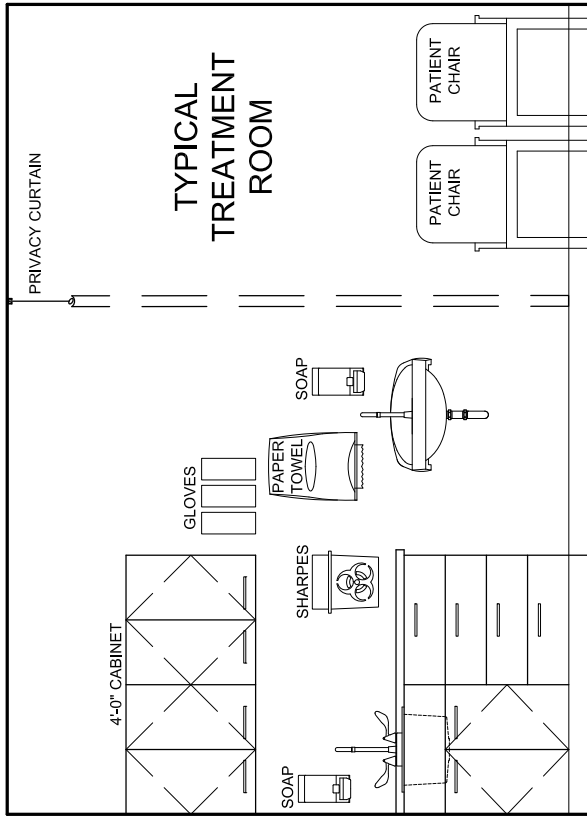 4'-0" CABINET
SOAP
SHARPES
GLOVES
PAPER
TOWEL
SOAP
PRIVACY CURTAIN
TYPICAL
TREATMENT
ROOM
PATIENT
CHAIR
PATIENT
CHAIR